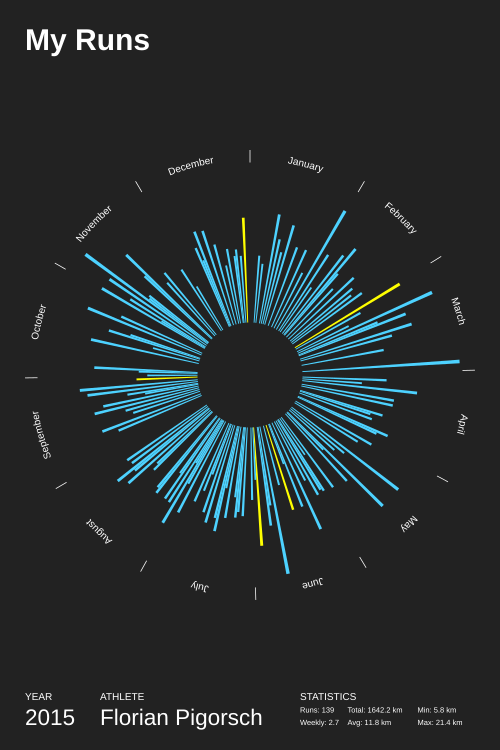 My Runs
December
January
November
February
October
March
September
April
August
May
July
June
YEAR
ATHLETE
STATISTICS
2015
Florian Pigorsch
Runs: 139
Total: 1642.2 km
Min: 5.8 km
Weekly: 2.7
Avg: 11.8 km
Max: 21.4 km